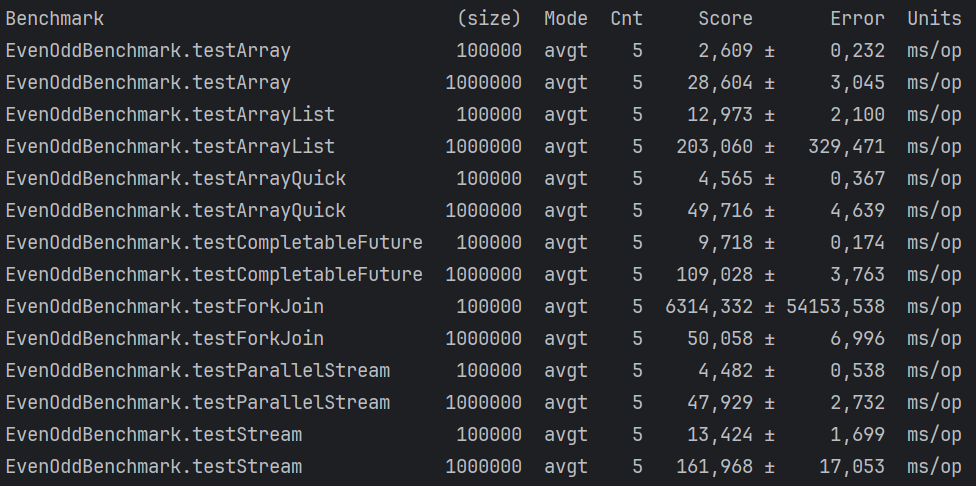 Benchmark (size) Mode Cnt Score Error Units
EvenOddBenchmark.testArray 100000 avgt 5 2,609 ± 0,232 ms/op
EvenOddBenchmark.testArray 1000000 avgt 5 28,604 ± 3,045 ms/op
EvenOddBenchmark.testArrayList 100000 avgt 5 12,973 ± 2,100 ms/op
EvenOddBenchmark.testArrayList 1000000 avgt 5 203,060 ± 329,471 ms/op
EvenOddBenchmark.testArrayQuick 100000 avgt 5 4,565 ± 0,367 ms/op
EvenOddBenchmark.testArrayQuick 1000000 avgt 5 49,716 ± 4,639 ms/op
EvenOddBenchmark.testCompletableFuture 100000 avgt 5 9,718 ± 0,174 ms/op
EvenOddBenchmark.testCompletableFuture 1000000 avgt 5 109,028 ± 3,763 ms/op
EvenOddBenchmark.testForkJoin 100000 avgt 5 6314,332 ± 54153,538 ms/op
EvenOddBenchmark.testForkJoin 1000000 avgt 5 50,058 ± 6,996 ms/op
EvenOddBenchmark.testParallelStream 100000 avgt 5 4,482 ± 0,538 ms/op
EvenOddBenchmark.testParallelStream 1000000 avgt 5 47,929 ± 2,732 ms/op
EvenOddBenchmark.testStream 100000 avgt 5 13,424 ± 1,699 ms/op
EvenOddBenchmark.testStream 1000000 avgt 5 161,968 ± 17,053 ms/op